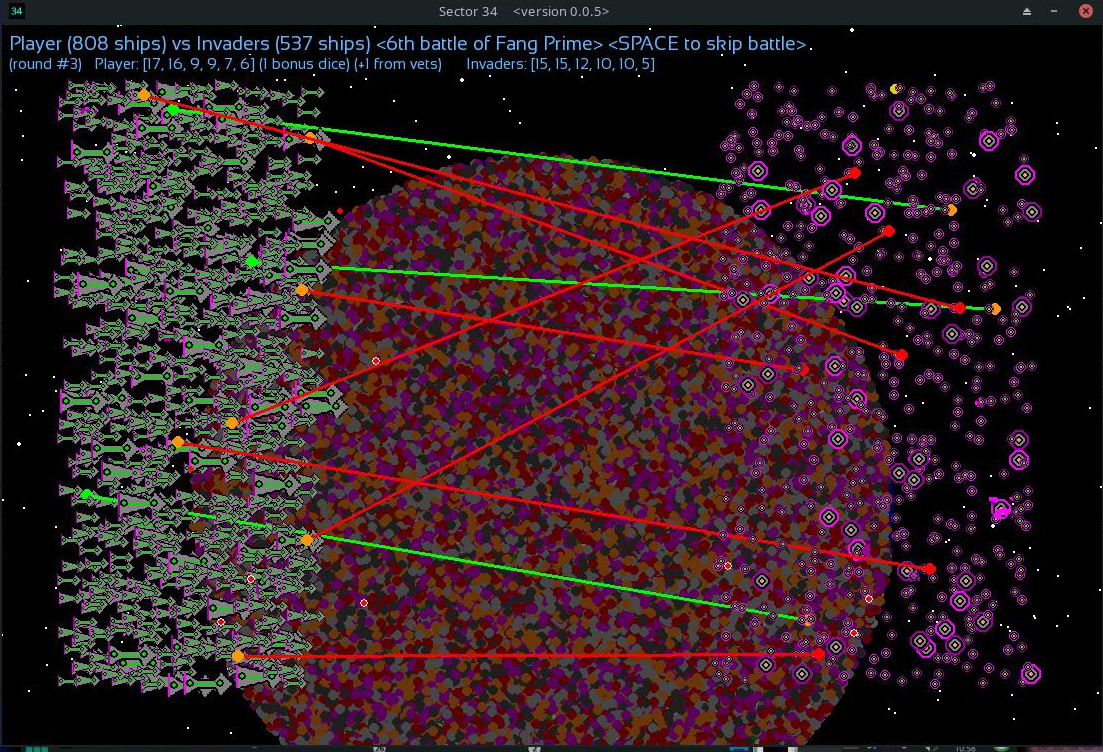 34
Sector 34 <version 0.0.5>
Player (808 ships) vs Invaders (537 ships) <6th battle of Fang Prime> <SPACE to skip battle>
(round #3) Player: [17, 16, 9, 9, 7, 6] (1 bonus dice) (+1 from vets) Invaders: [15, 15, 12, 10, 10, 5]
10:56